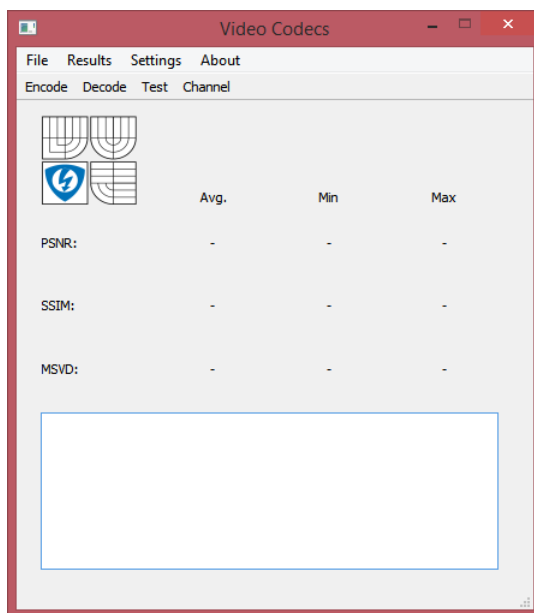 Video Codecs
File Results Settings About
Encode Decode Test Channel
Avg. Min Max
PSNR: - - -
SSIM: - - -
MSVD: - - -